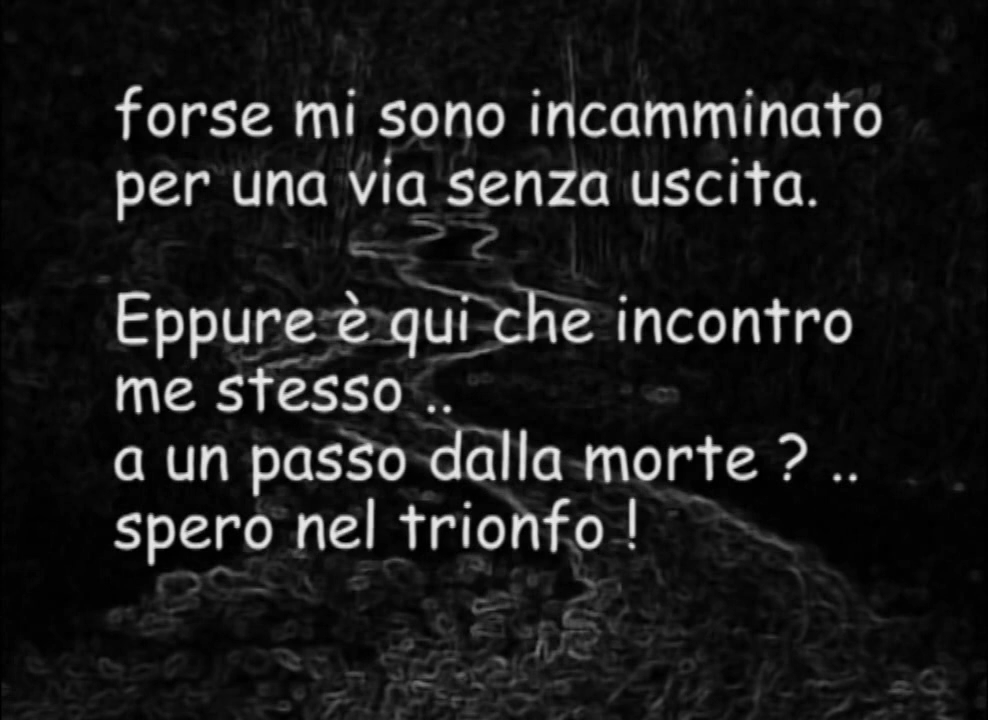 forse mi sono incamminato
per una via senza uscita.
Eppure è qui che incontro
me stesso ..
a un passo dalla morte ? ..
spero nel trionfo !